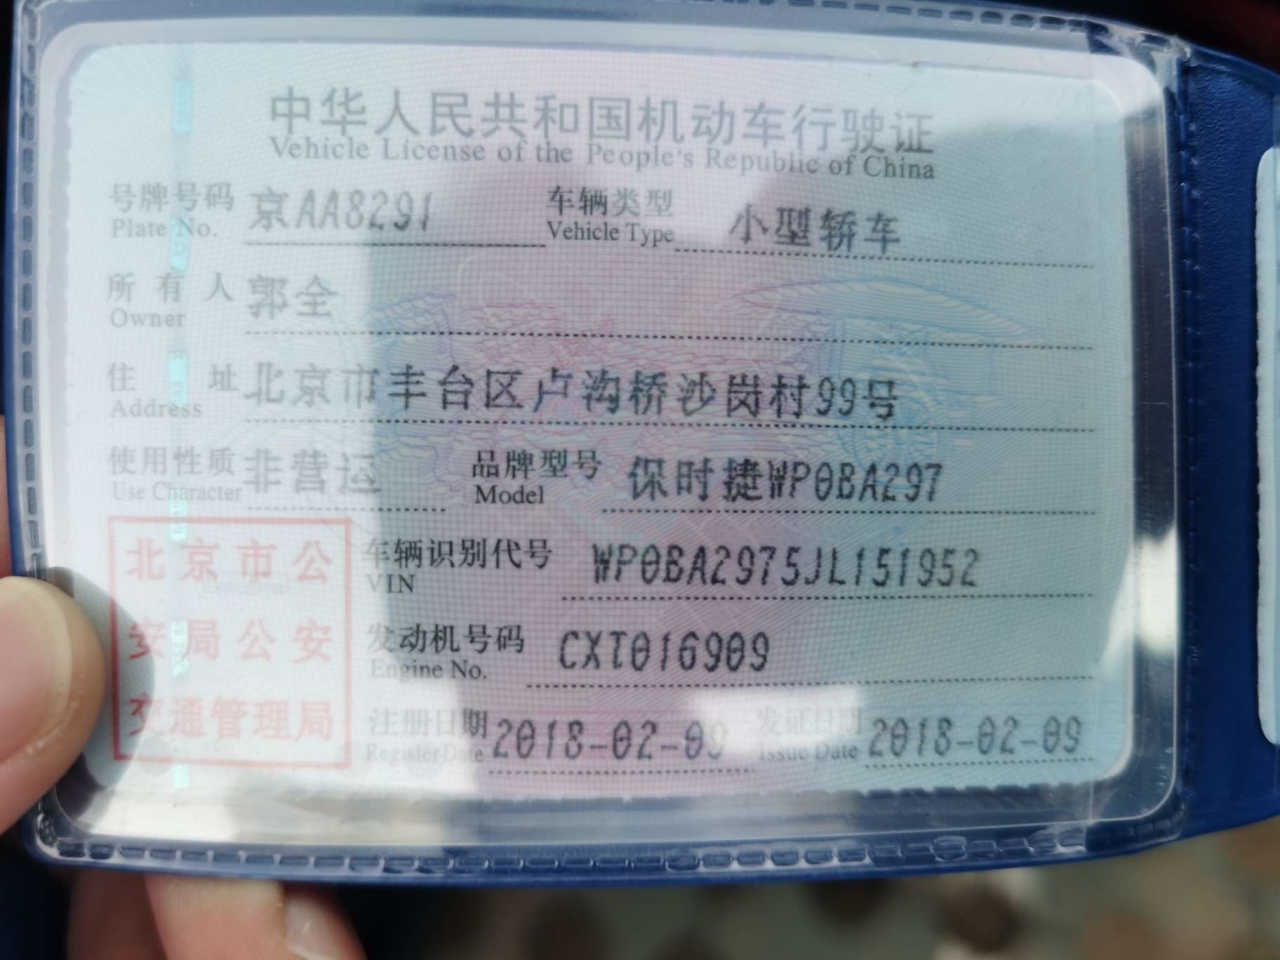 中华人民共和国机动车行驶证
Vehicle License of the People's Republic of China
号牌号码 京AA8291 车辆类型 小型轿车
Plate No. Vehicle Type
所有人 郭全
Owner
住址 北京市丰台区卢沟桥沙岗村99号
Address
使用性质 非营运 品牌型号 保时捷WP0BA297
Use Character Model
北京市公 车辆识别代号 WP0BA2975JL151952
VIN
安局公安 发动机号码 CXT016909
Engine No.
交通管理局 注册日期 2018-02-09 发证日期 2018-02-09
Register Date Issue Date